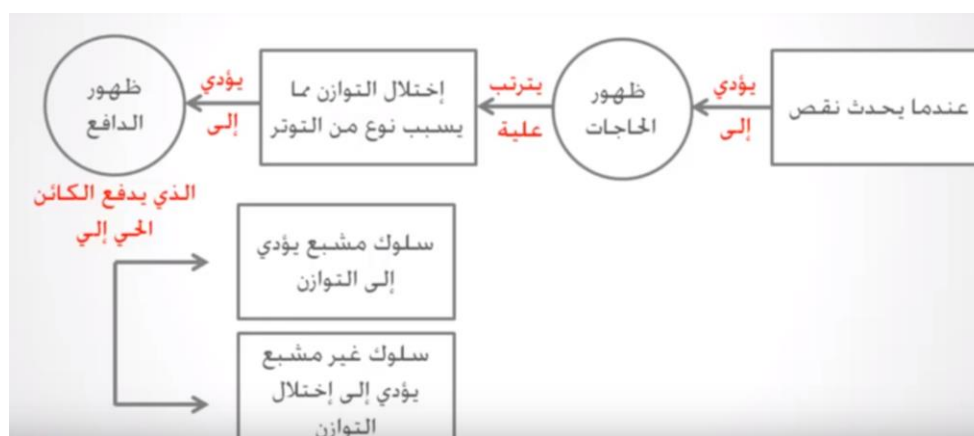 عندما يحدث نقص
يؤدي
إلى
ظهور
الحاجات
يترتب
علية
إختلال التوازن مما
يسبب نوع من التوتر
يؤدي
إلى
ظهور
الدافع
الذي يدفع الكائن
الحي إلي
سلوك مشبع يؤدي
إلى التوازن
سلوك غير مشبع
يؤدي إلى إختلال
التوازن